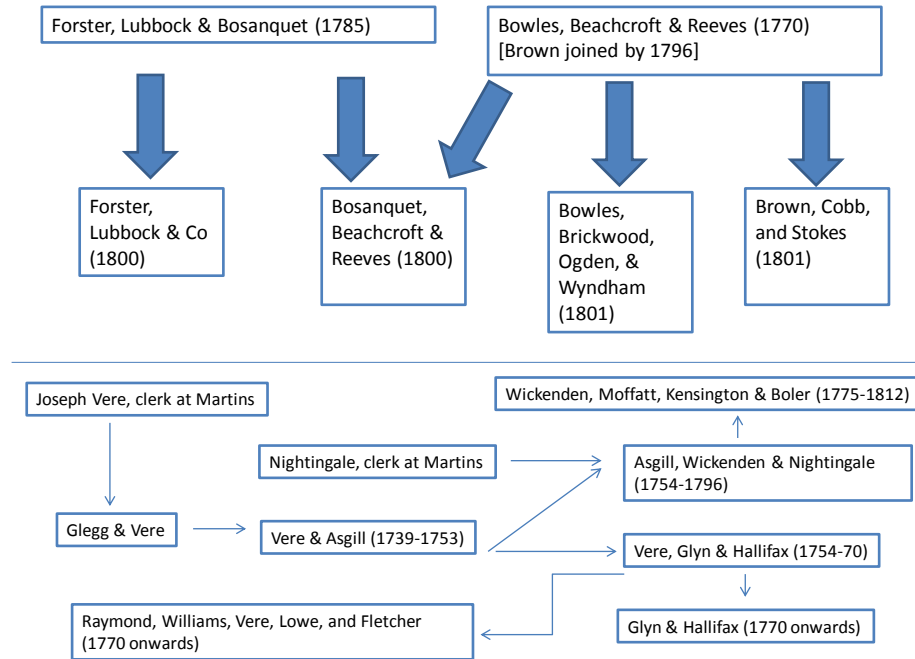 Forster, Lubbock & Bosanquet (1785)
Bowles, Beachcroft & Reeves (1770)
[Brown joined by 1796]
Forster,
Lubbock & Co
(1800)
Bosanquet,
Beachcroft &
Reeves (1800)
Bowles,
Brickwood,
Ogden, &
Wyndham
(1801)
Brown, Cobb,
and Stokes
(1801)
Joseph Vere, clerk at Martins
Wickenden, Moffatt, Kensington & Boler (1775-1812)
Nightingale, clerk at Martins
Asgill, Wickenden & Nightingale
(1754-1796)
Glegg & Vere
Vere & Asgill (1739-1753)
Vere, Glyn & Hallifax (1754-70)
Raymond, Williams, Vere, Lowe, and Fletcher
(1770 onwards)
Glyn & Hallifax (1770 onwards)